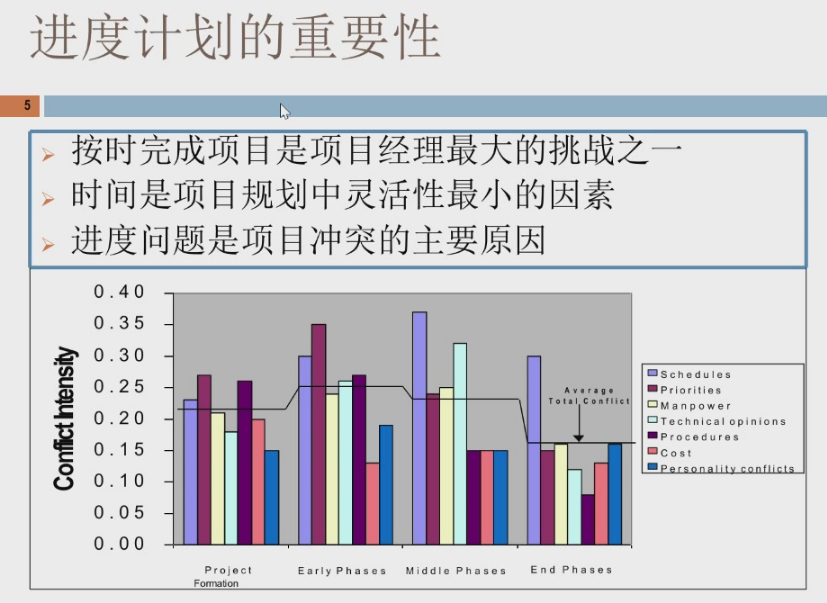 进度计划的重要性
5
按时完成项目是项目经理最大的挑战之一
时间是项目规划中灵活性最小的因素
进度问题是项目冲突的主要原因
Conflict Intensity
0.40
0.35
0.30
0.25
0.20
0.15
0.10
0.05
0.00
Average
Total Conflict
Project
Formation
Early Phases
Middle Phases
End Phases
Schedules
Priorities
Manpower
Technical opinions
Procedures
Cost
Personality conflicts